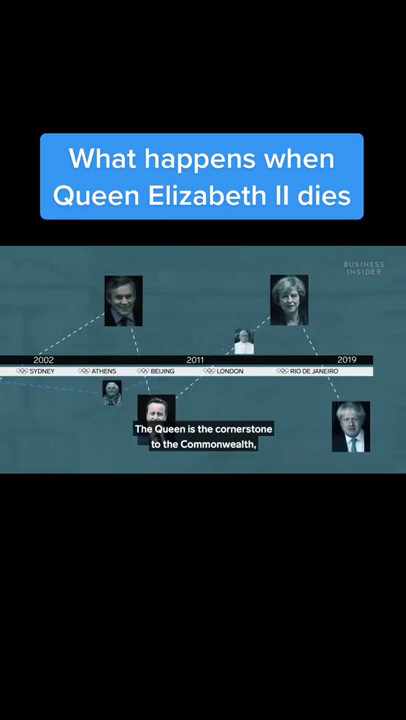 What happens when
Queen Elizabeth II dies
BUSINESS
INSIDER
2002 2011 2019
SYDNEY ATHENS BEIJING LONDON RIO DE JANEIRO
The Queen is the cornerstone
to the Commonwealth,